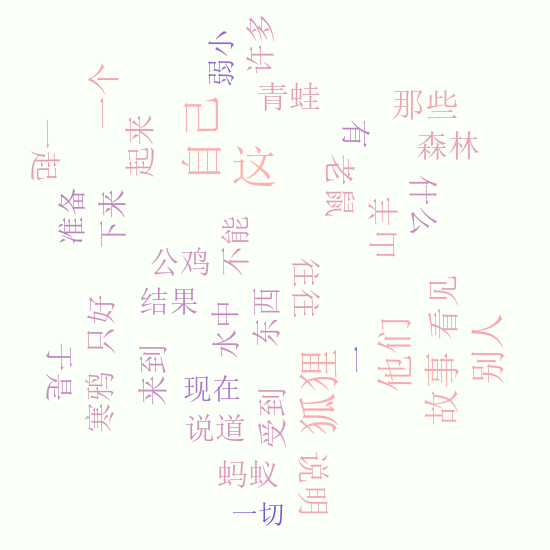 许多
弱小
一个
青蛙
那些
自己
起来
有
森林
一起
这
老鼠
什么
准备
下来
山羊
不能
公鸡
往往
看见
结果
东西
水中
只好
别人
他们
一
于是
寒鸦
来到
现在
狐狸
故事
说道
受到
蚂蚁
说明
一切